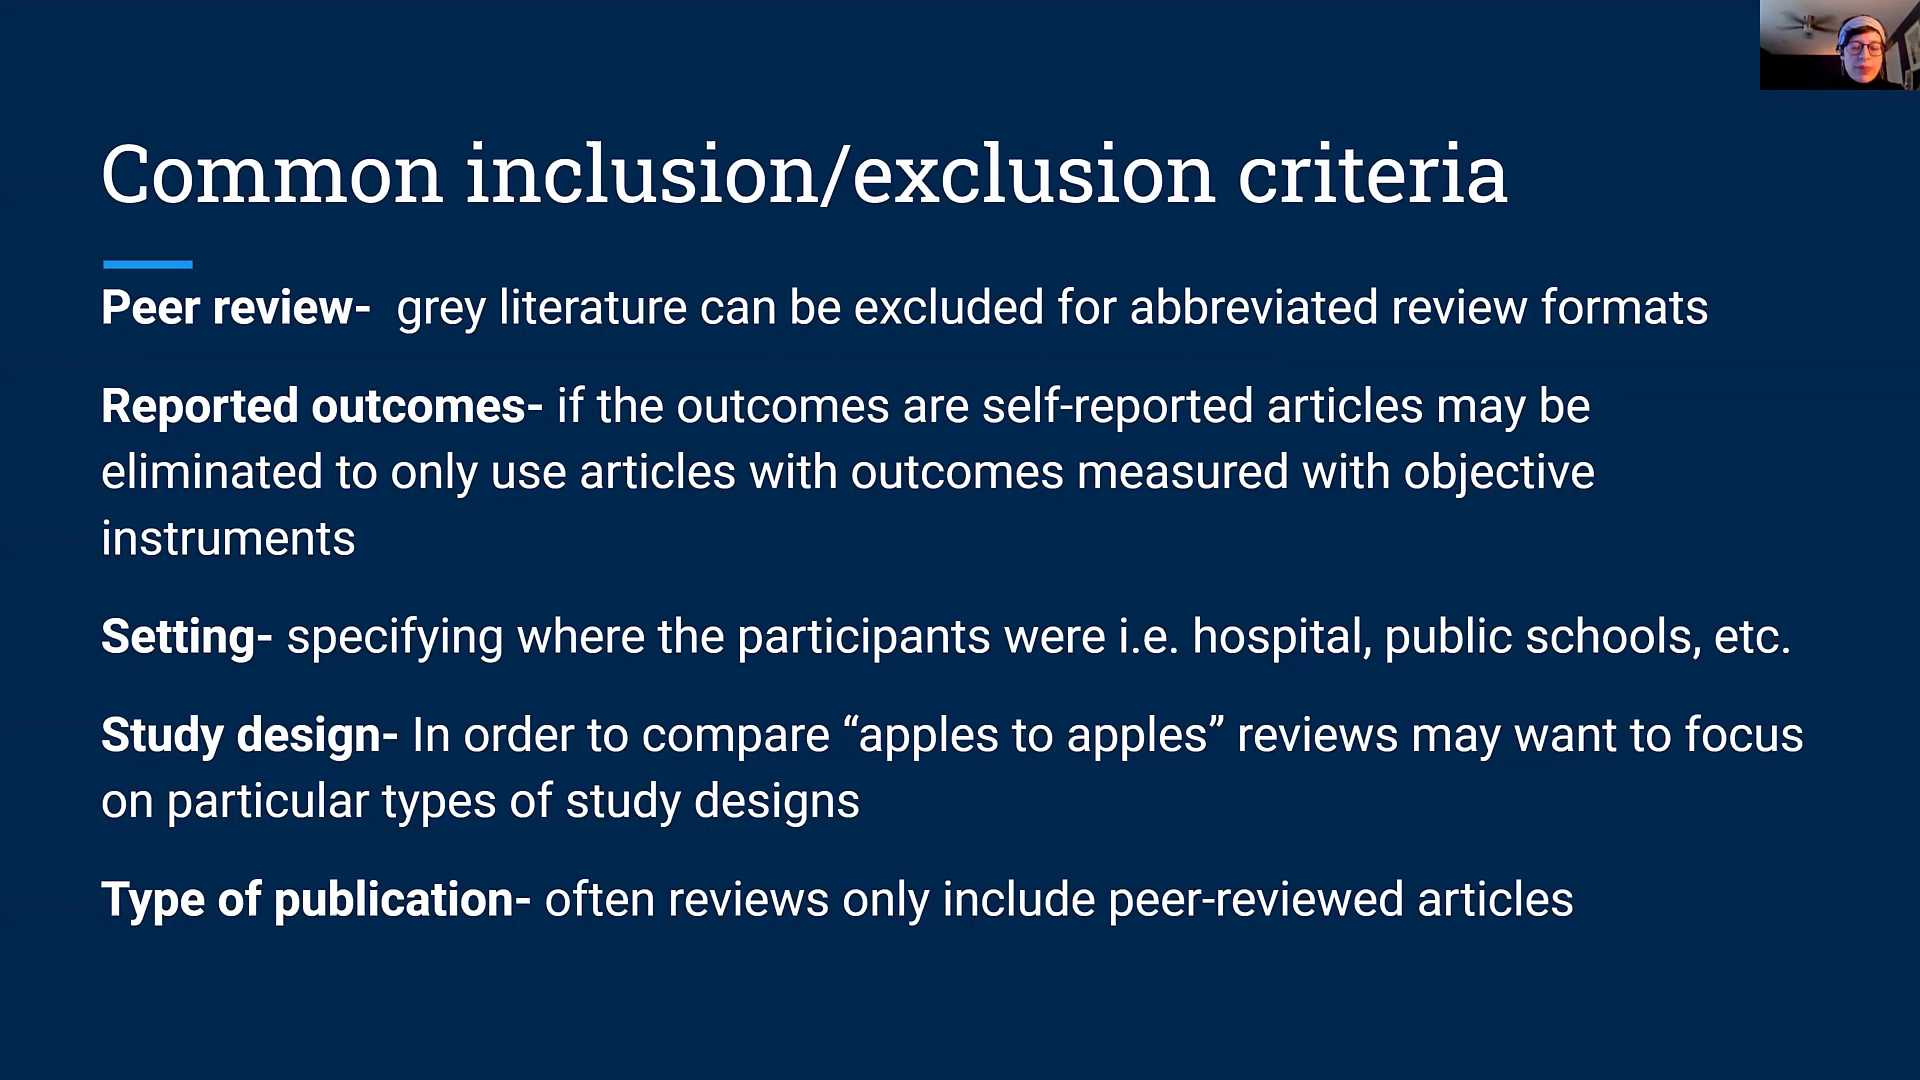 Common inclusion/exclusion criteria
Peer review-  grey literature can be excluded for abbreviated review formats
Reported outcomes- if the outcomes are self-reported articles may be
eliminated to only use articles with outcomes measured with objective
instruments
Setting- specifying where the participants were i.e. hospital, public schools, etc.
Study design- In order to compare “apples to apples” reviews may want to focus
on particular types of study designs
Type of publication- often reviews only include peer-reviewed articles